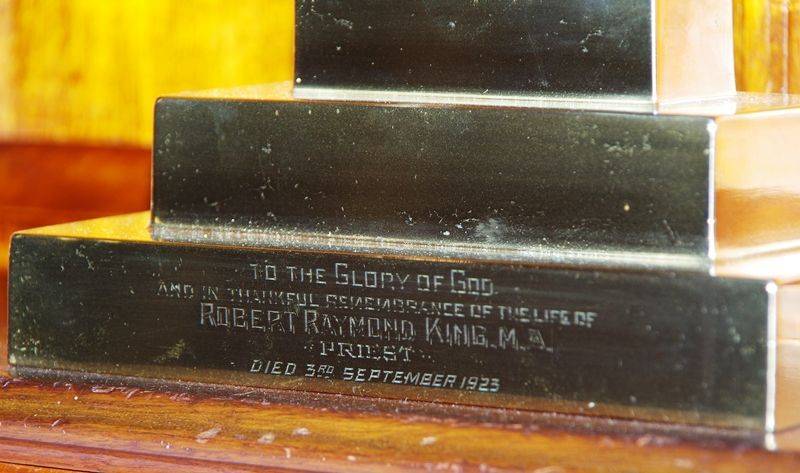 TO THE GLORY OF GOD
AND IN THANKFUL REMEMBRANCE OF THE LIFE OF
ROBERT RAYMOND KING. M.A.
PRIEST
DIED 3RD SEPTEMBER 1923